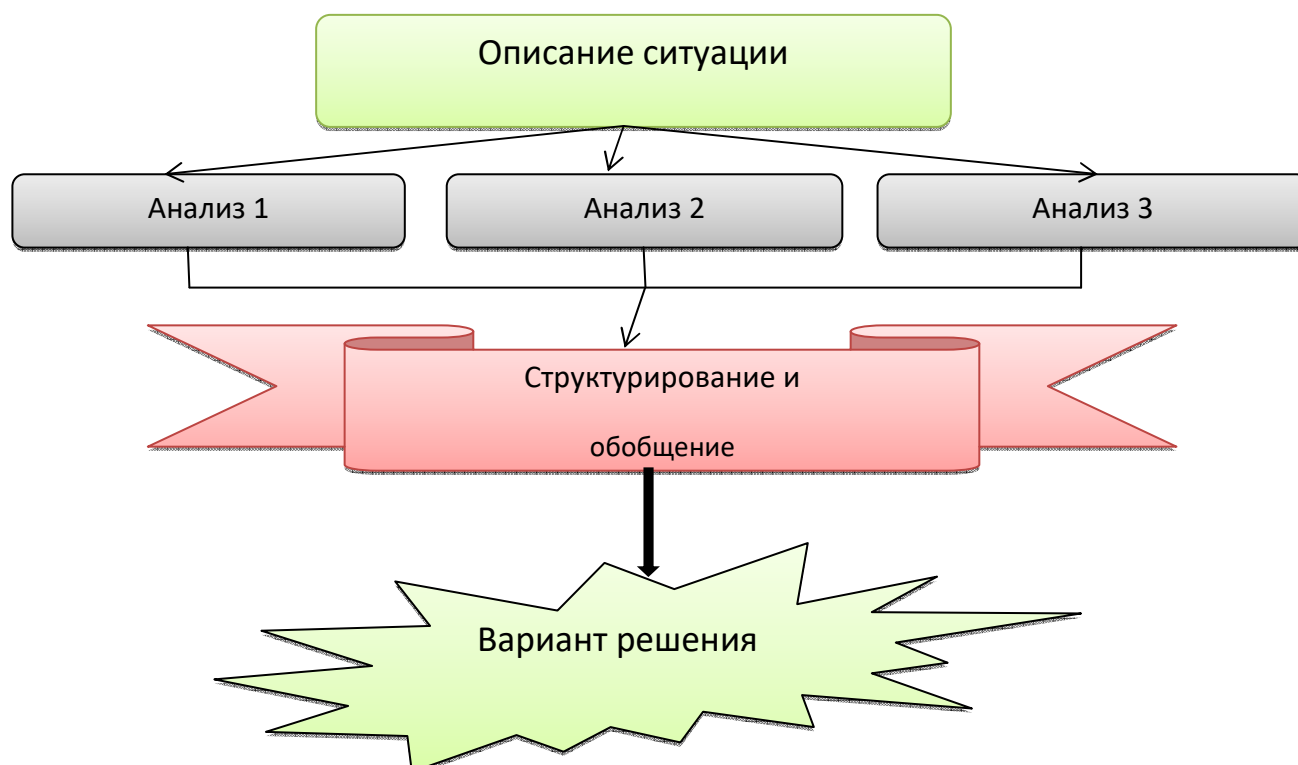 Описание ситуации
Анализ 1
Анализ 2
Анализ 3
Структурирование и
обобщение
Вариант решения